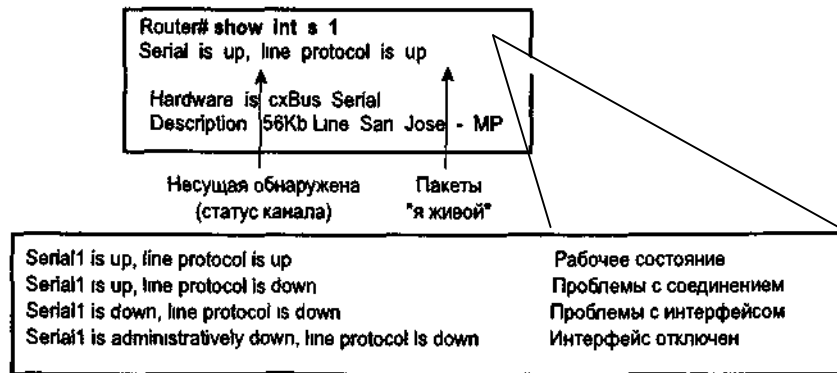 Router# show int s 1
Serial is up, line protocol is up
Hardware is cxBus Serial
Description 56Kb Line San Jose - MP
Несущая обнаружена
(статус канала)
Пакеты
"я живой"
Serial1 is up, line protocol is up Рабочее состояние
Serial1 is up, line protocol is down Проблемы с соединением
Serial1 is down, line protocol is down Проблемы с интерфейсом
Serial1 is administratively down, line protocol is down Интерфейс отключен